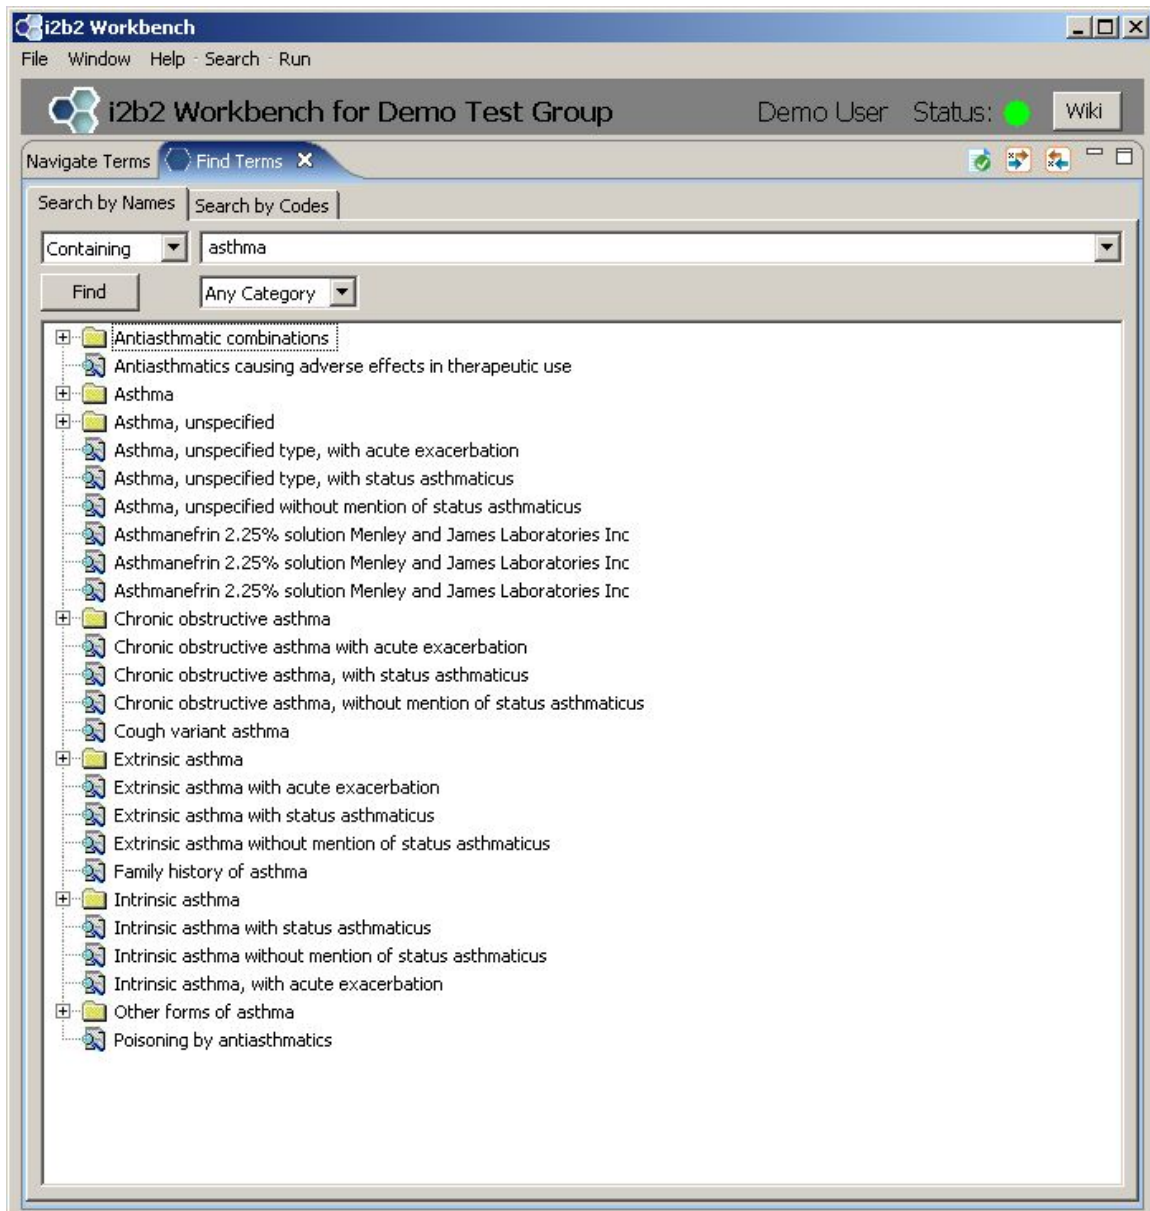 i2b2 Workbench
File Window Help Search Run
i2b2 Workbench for Demo Test Group Demo User Status: Wiki
Navigate Terms Find Terms
Search by Names Search by Codes
Containing asthma
Find Any Category
Antiasthmatic combinations
Antiasthmatics causing adverse effects in therapeutic use
Asthma
Asthma, unspecified
Asthma, unspecified type, with acute exacerbation
Asthma, unspecified type, with status asthmaticus
Asthma, unspecified without mention of status asthmaticus
Asthmanefrin 2.25% solution Menley and James Laboratories Inc
Asthmanefrin 2.25% solution Menley and James Laboratories Inc
Asthmanefrin 2.25% solution Menley and James Laboratories Inc
Chronic obstructive asthma
Chronic obstructive asthma with acute exacerbation
Chronic obstructive asthma, with status asthmaticus
Chronic obstructive asthma, without mention of status asthmaticus
Cough variant asthma
Extrinsic asthma
Extrinsic asthma with acute exacerbation
Extrinsic asthma with status asthmaticus
Extrinsic asthma without mention of status asthmaticus
Family history of asthma
Intrinsic asthma
Intrinsic asthma with status asthmaticus
Intrinsic asthma without mention of status asthmaticus
Intrinsic asthma, with acute exacerbation
Other forms of asthma
Poisoning by antiasthmatics